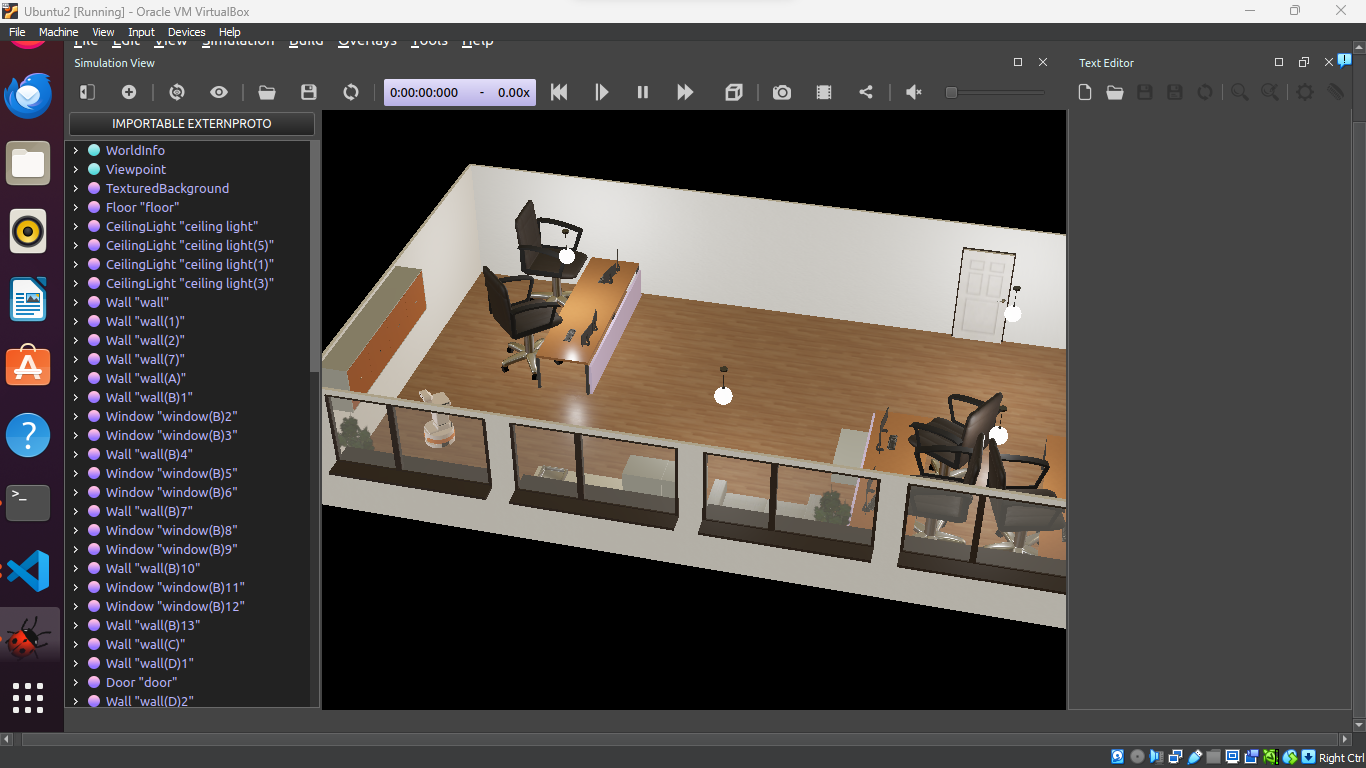 Ubuntu2 [Running] - Oracle VM VirtualBox
File Machine View Input Devices Help
File Edit View Simulation Build Overlays Tools Help
Simulation View
Text Editor
0:00:00:000 - 0.00x
IMPORTABLE EXTERNPROTO
WorldInfo
Viewpoint
TexturedBackground
Floor "floor"
CeilingLight "ceiling light"
CeilingLight "ceiling light(5)"
CeilingLight "ceiling light(1)"
CeilingLight "ceiling light(3)"
Wall "wall"
Wall "wall(1)"
Wall "wall(2)"
Wall "wall(7)"
Wall "wall(A)"
Wall "wall(B)1"
Window "window(B)2"
Window "window(B)3"
Wall "wall(B)4"
Window "window(B)5"
Window "window(B)6"
Wall "wall(B)7"
Window "window(B)8"
Window "window(B)9"
Wall "wall(B)10"
Window "window(B)11"
Window "window(B)12"
Wall "wall(B)13"
Wall "wall(C)"
Wall "wall(D)1"
Door "door"
Wall "wall(D)2"
Right Ctrl